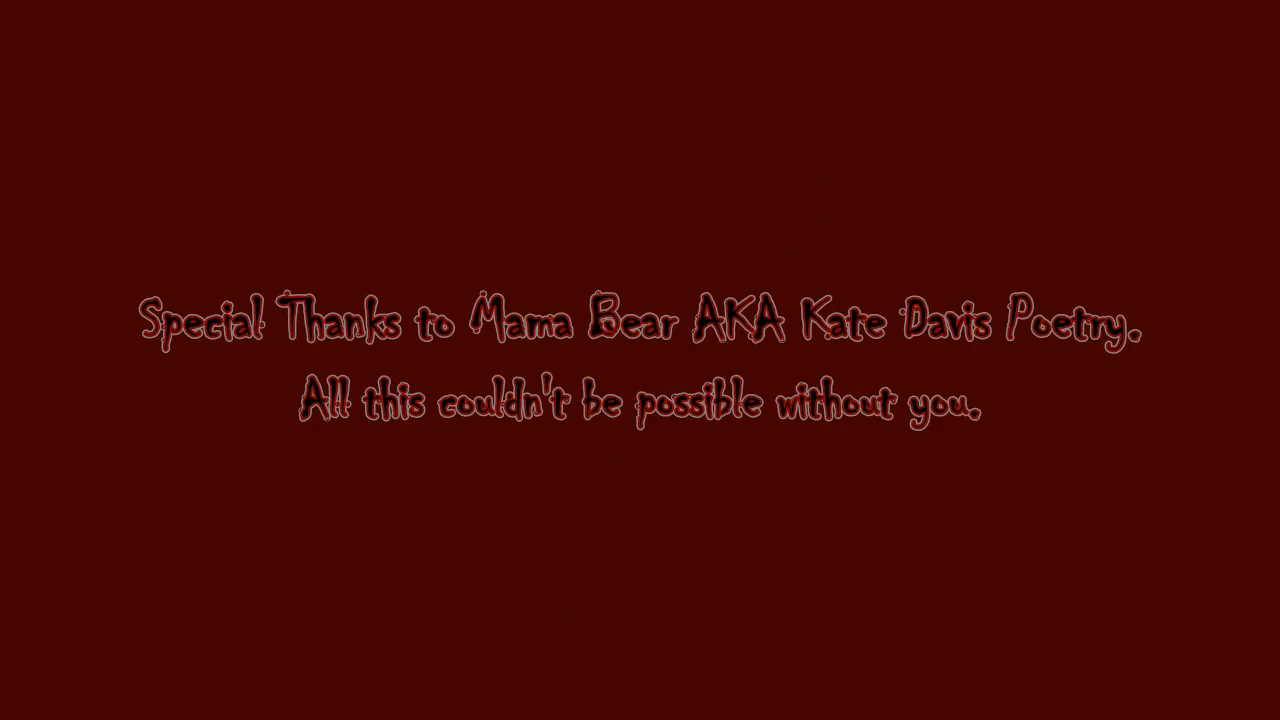 Special Thanks to Mama Bear AKA Kate Davis Poetry.
All this couldn't be possible without you.